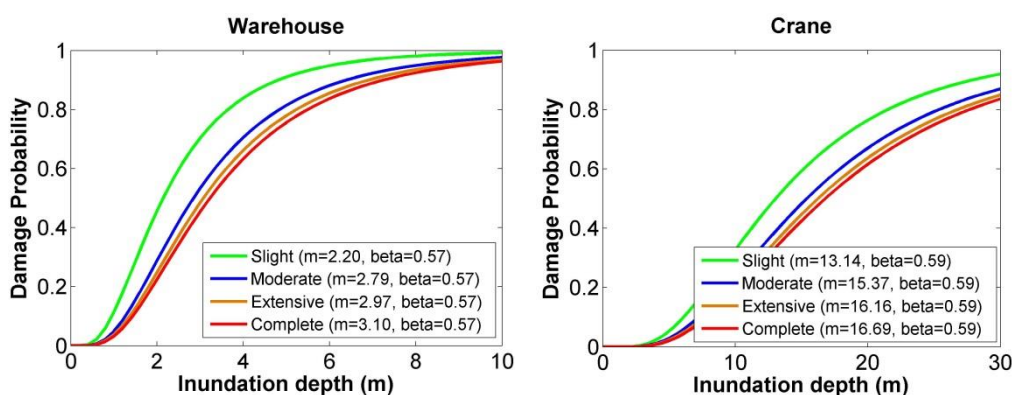 Warehouse
Damage Probability
1
0.8
0.6
0.4
0.2
0
0
2
4
6
8
10
Inundation depth (m)
Slight (m=2.20, beta=0.57)
Moderate (m=2.79, beta=0.57)
Extensive (m=2.97, beta=0.57)
Complete (m=3.10, beta=0.57)
Crane
Damage Probability
1
0.8
0.6
0.4
0.2
0
0
10
20
30
Inundation depth (m)
Slight (m=13.14, beta=0.59)
Moderate (m=15.37, beta=0.59)
Extensive (m=16.16, beta=0.59)
Complete (m=16.69, beta=0.59)